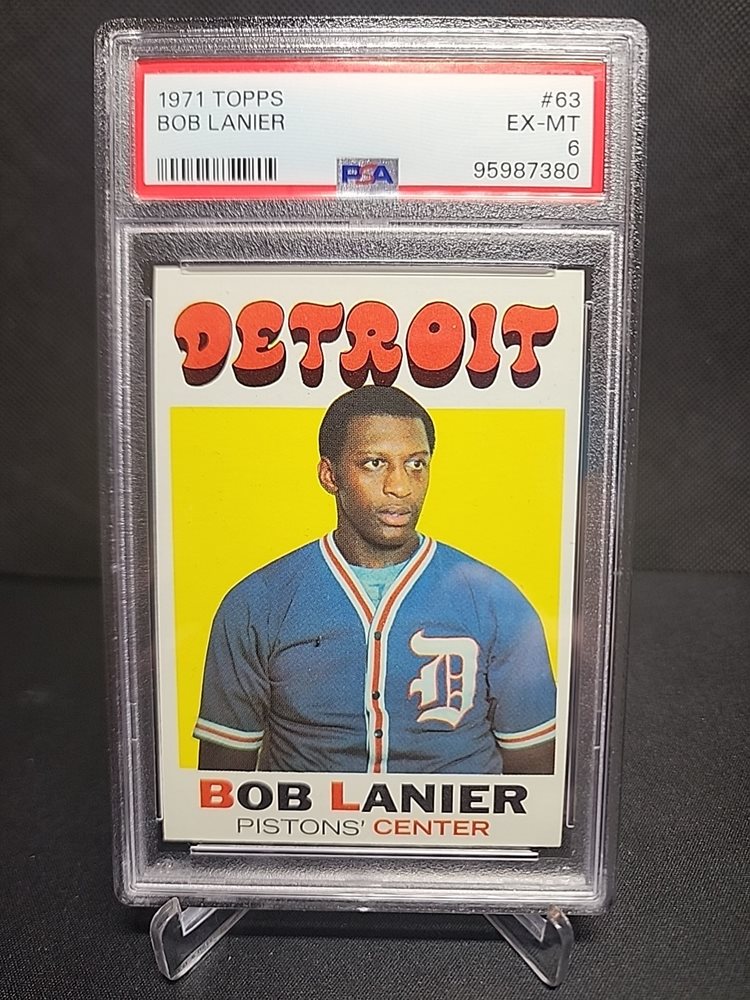 1971 TOPPS #63
BOB LANIER EX-MT
6
PSA 95987380
DETROIT
D
BOB LANIER
PISTONS' CENTER